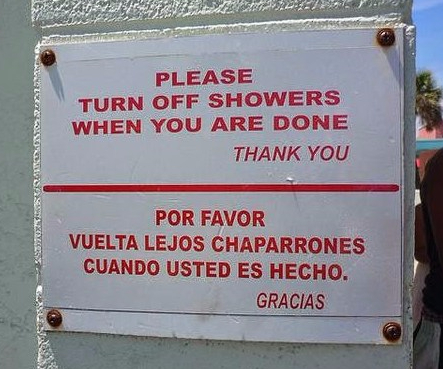 PLEASE
TURN OFF SHOWERS
WHEN YOU ARE DONE
THANK YOU
POR FAVOR
VUELTA LEJOS CHAPARRONES
CUANDO USTED ES HECHO.
GRACIAS